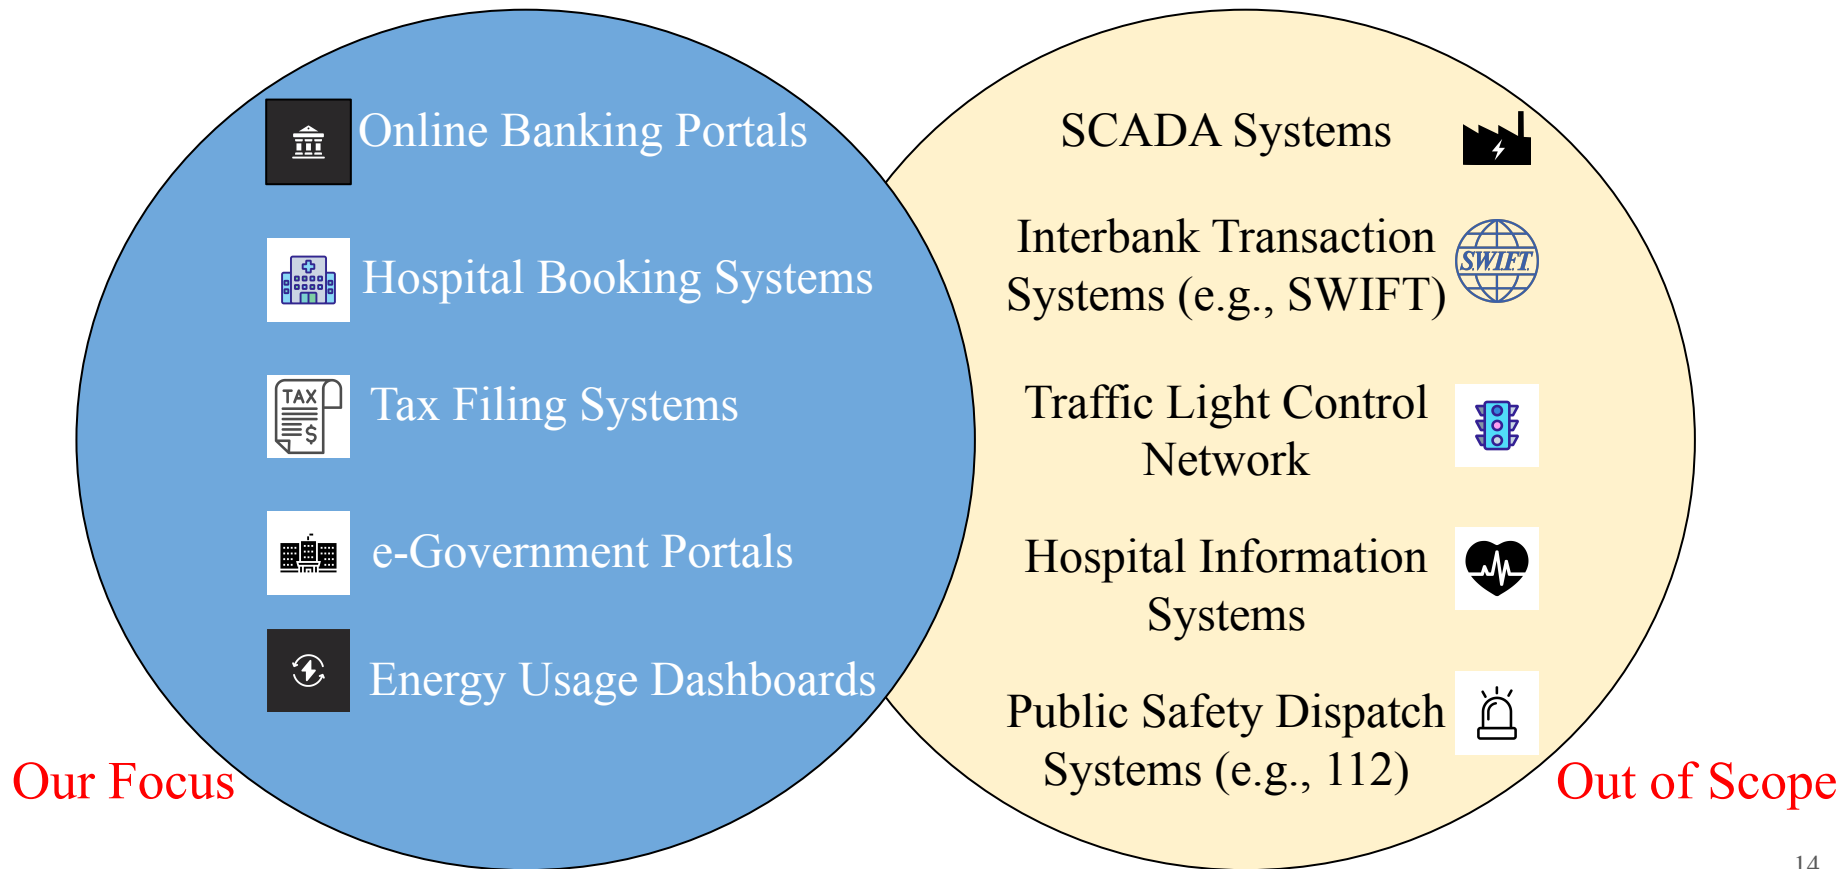 Online Banking Portals
Hospital Booking Systems
TAX
$
Tax Filing Systems
e-Government Portals
Energy Usage Dashboards
Our Focus
SCADA Systems
Interbank Transaction
Systems (e.g., SWIFT)
S.W.I.F.T.
Traffic Light Control
Network
Hospital Information
Systems
Public Safety Dispatch
Systems (e.g., 112)
Out of Scope
14